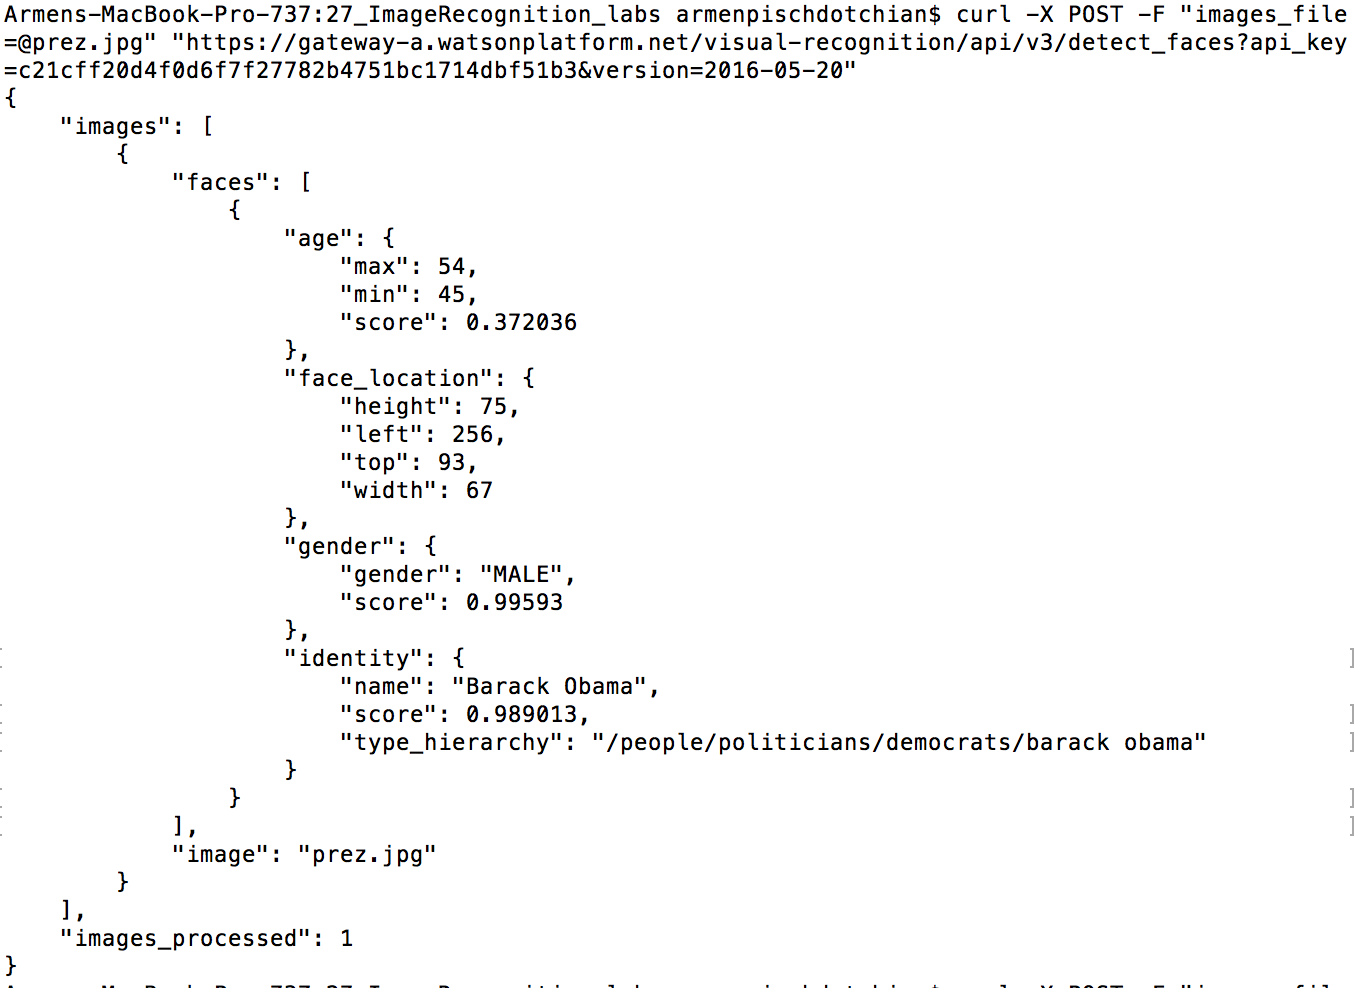 Armens-MacBook-Pro-737:27_ImageRecognition_labs armenpischdotchian$ curl -X POST -F "images_file
=@prez.jpg" "https://gateway-a.watsonplatform.net/visual-recognition/api/v3/detect_faces?api_key
=c21cff20d4f0d6f7f27782b4751bc1714dbf51b3&version=2016-05-20"
{
    "images": [
        {
            "faces": [
                {
                    "age": {
                        "max": 54,
                        "min": 45,
                        "score": 0.372036
                    },
                    "face_location": {
                        "height": 75,
                        "left": 256,
                        "top": 93,
                        "width": 67
                    },
                    "gender": {
                        "gender": "MALE",
                        "score": 0.99593
                    },
                    "identity": {
                        "name": "Barack Obama",
                        "score": 0.989013,
                        "type_hierarchy": "/people/politicians/democrats/barack obama"
                    }
                }
            ],
            "image": "prez.jpg"
        }
    ],
    "images_processed": 1
}